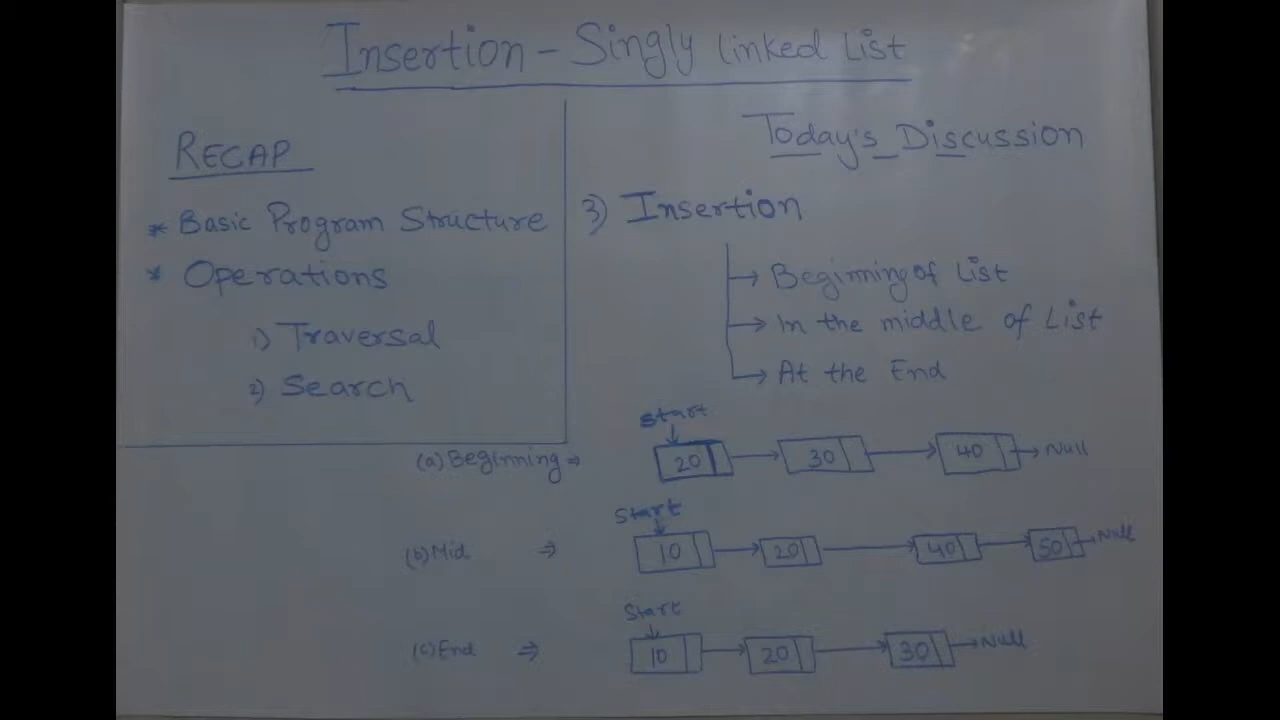 Insertion - Singly Linked List
RECAP
* Basic Program Structure
* Operations
1) Traversal
2) Search
Today's Discussion
3) Insertion
→ Beginning of List
→ In the middle of List
→ At the End
Start
(a) Beginning ⇒ 20 → 30 → 40 → Null
Start
(b) Mid ⇒ 10 → 20 → 40 → 50 → Null
Start
(c) End ⇒ 10 → 20 → 30 → Null